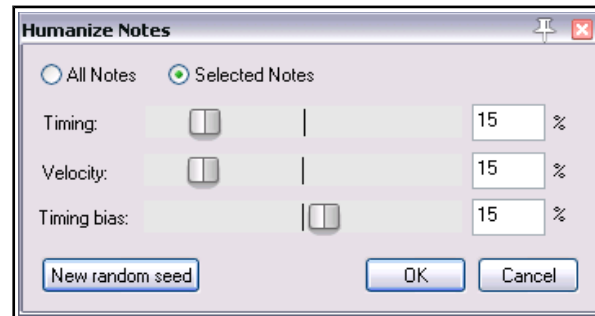 Humanize Notes
All Notes Selected Notes
Timing: 15 %
Velocity: 15 %
Timing bias: 15 %
New random seed OK Cancel